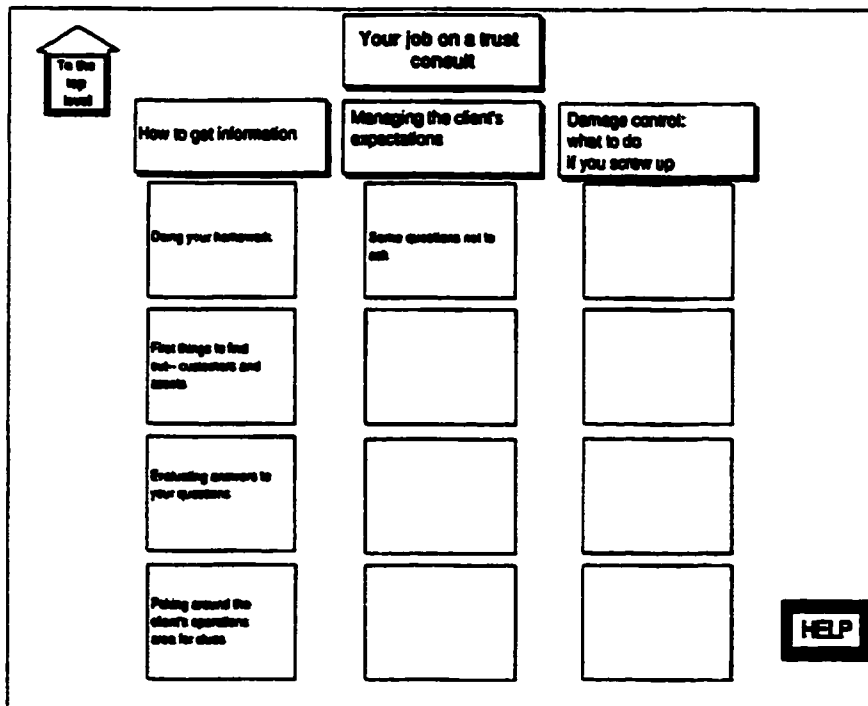 Your job on a trust
consult
To the
top
level
How to get information
Managing the client's
expectations
Damage control:
what to do
if you screw up
Doing your homework
Some questions not to
ask
First things to find
out-- customers and
assets
Evaluating answers to
your questions
Poking around the
client's operations
area for clues
HELP